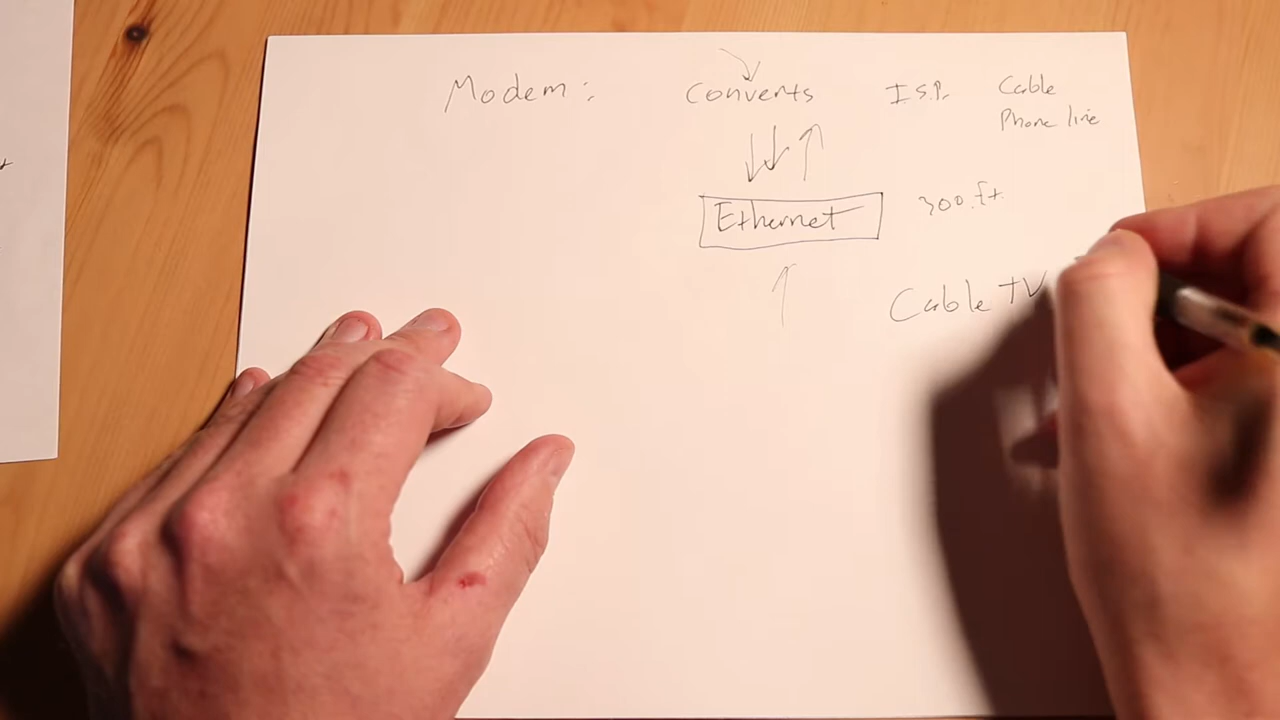 Modem: Converts I.S.P. Cable
Phone line
Ethernet 300.ft.
Cable TV